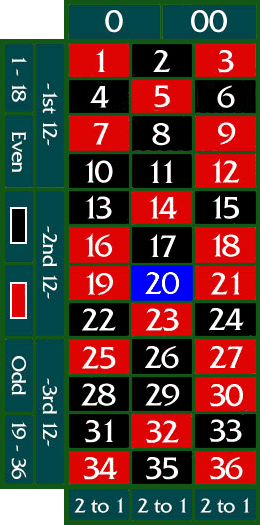 0 00
1 2 3
4 5 6
7 8 9
10 11 12
13 14 15
16 17 18
19 20 21
22 23 24
25 26 27
28 29 30
31 32 33
34 35 36
2 to 1 2 to 1 2 to 1
-1st 12-
-2nd 12-
-3rd 12-
1 - 18
Even
Odd
19 - 36